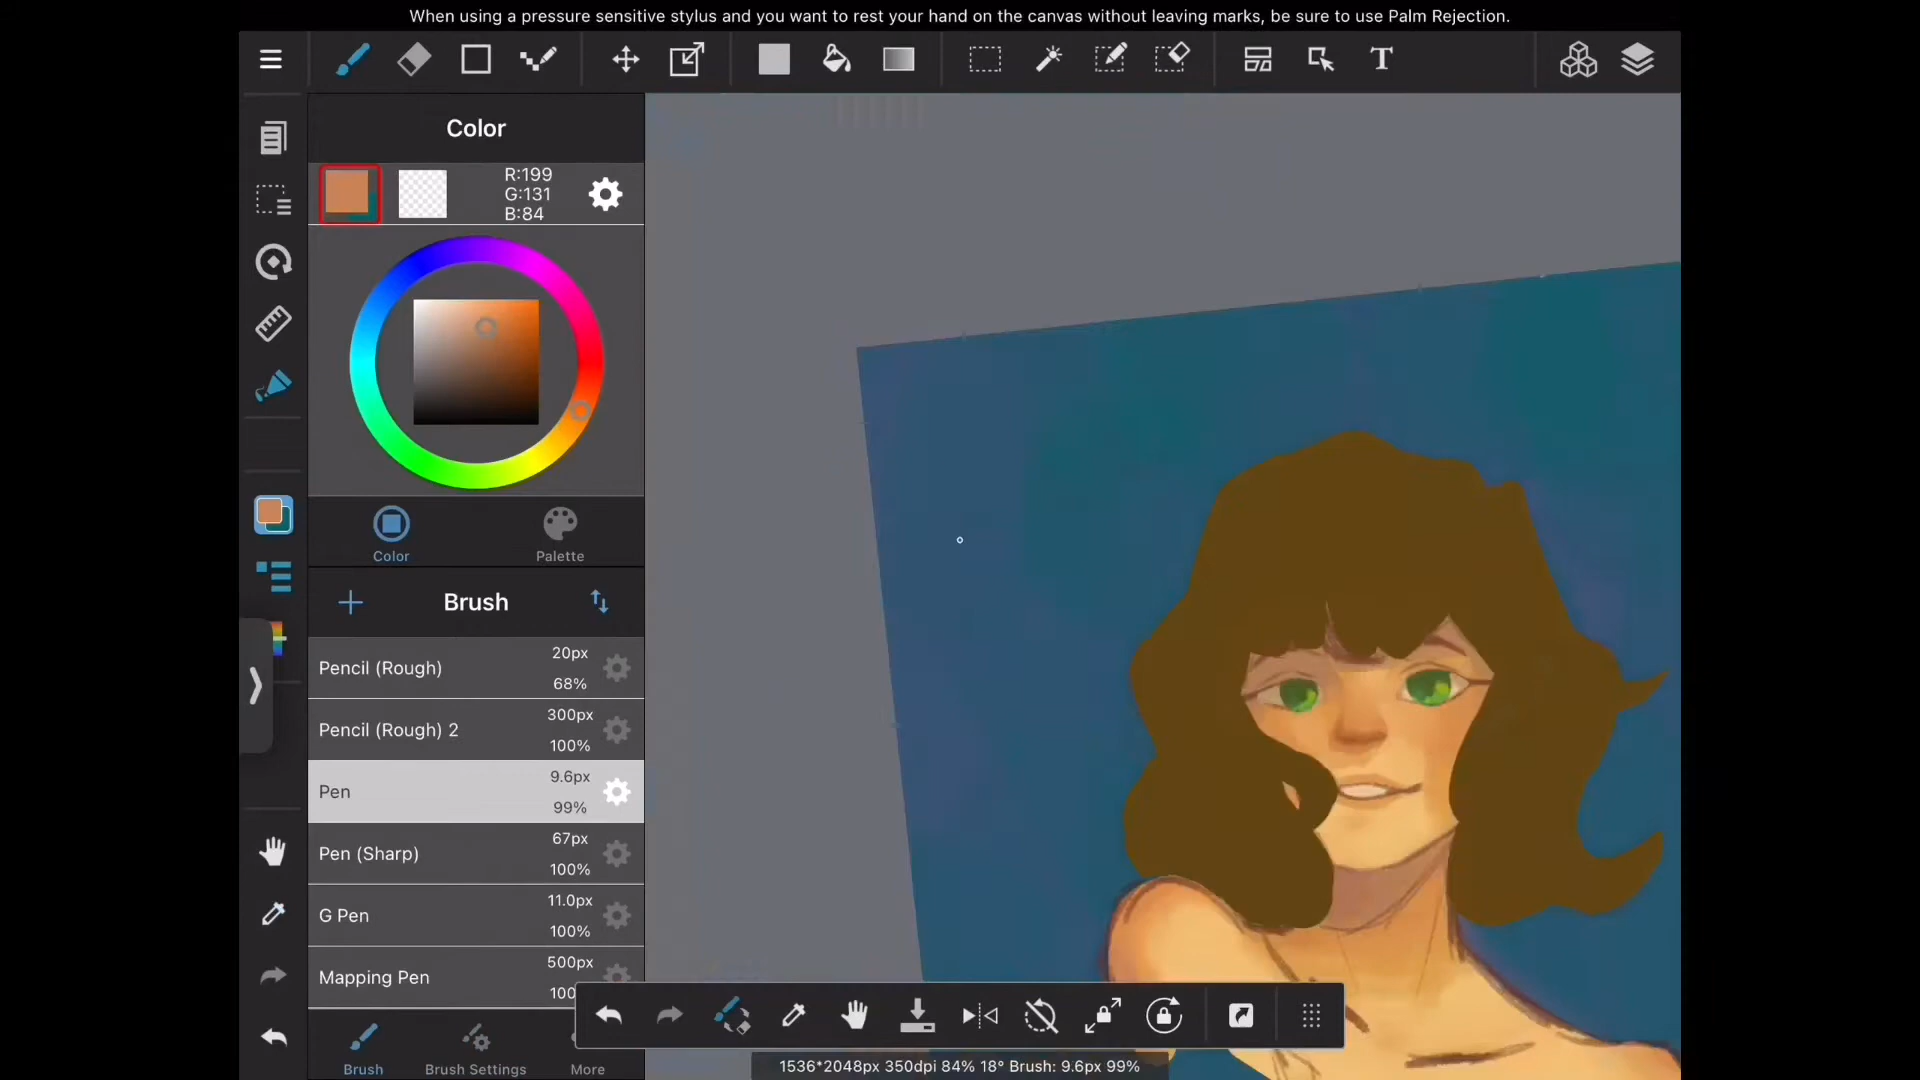 When using a pressure sensitive stylus and you want to rest your hand on the canvas without leaving marks, be sure to use Palm Rejection.
T
Color
R:199
G:131
B:84
Color
Palette
Brush
Pencil (Rough)
20px
68%
Pencil (Rough) 2
300px
100%
Pen
9.6px
99%
Pen (Sharp)
67px
100%
G Pen
11.0px
100%
Mapping Pen
500px
100
Brush
Brush Settings
More
1536*2048px 350dpi 84% 18° Brush: 9.6px 99%